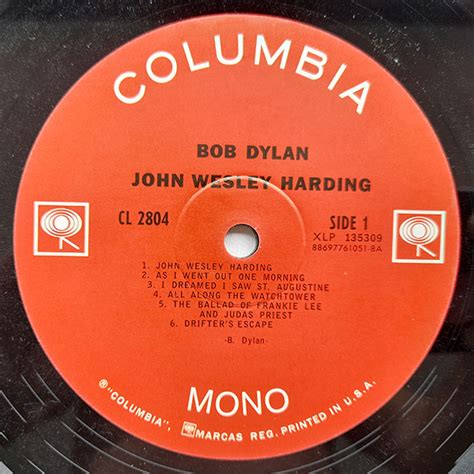 COLUMBIA
BOB DYLAN
JOHN WESLEY HARDING
CL 2804
SIDE 1
XLP 135309
88697761051-8A
1. JOHN WESLEY HARDING
2. AS I WENT OUT ONE MORNING
3. I DREAMED I SAW ST. AUGUSTINE
4. ALL ALONG THE WATCHTOWER
5. THE BALLAD OF FRANKIE LEE
AND JUDAS PRIEST
6. DRIFTER'S ESCAPE
-B. Dylan-
MONO
® "COLUMBIA", MARCAS REG. PRINTED IN U.S.A.